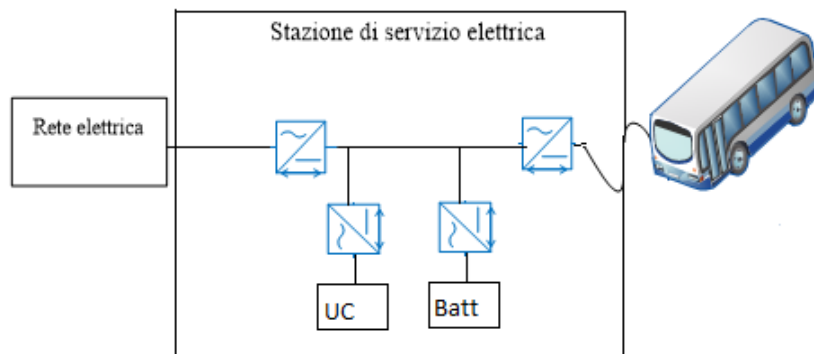 Stazione di servizio elettrica
Rete elettrica
UC
Batt